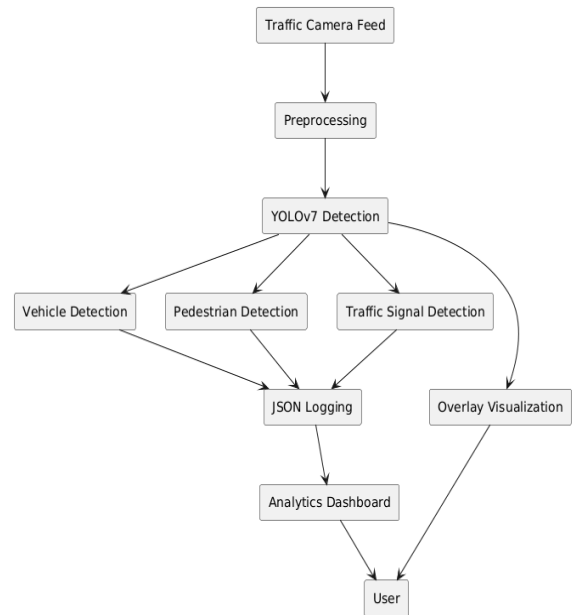 Traffic Camera Feed
Preprocessing
YOLOv7 Detection
Vehicle Detection
Pedestrian Detection
Traffic Signal Detection
JSON Logging
Overlay Visualization
Analytics Dashboard
User